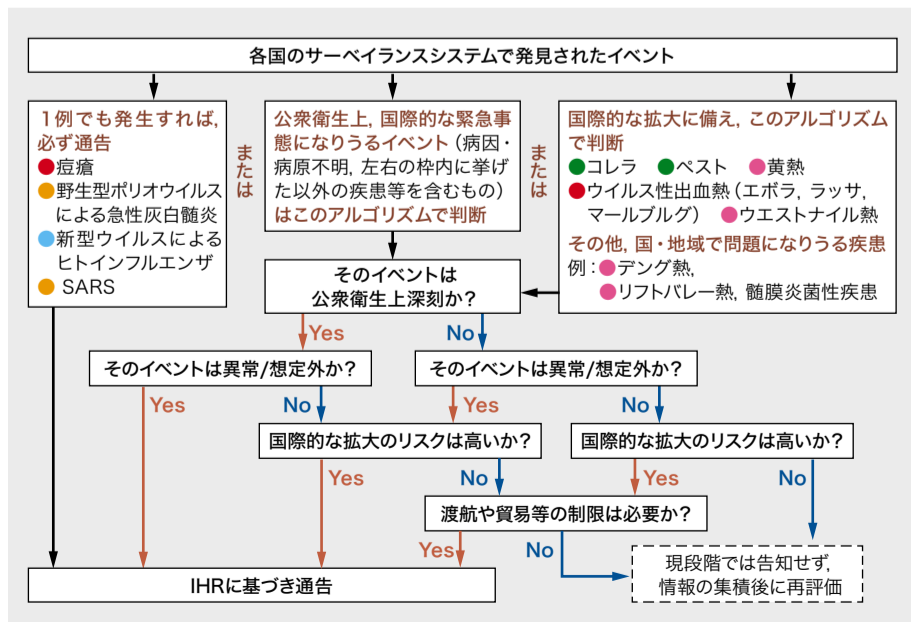 各国のサーベイランスシステムで発見されたイベント
1例でも発生すれば,
必ず通告
痘瘡
野生型ポリオウイルス
による急性灰白髄炎
新型ウイルスによる
ヒトインフルエンザ
SARS
または
公衆衛生上, 国際的な緊急事
態になりうるイベント（病因・
病原不明, 左右の枠内に挙げ
た以外の疾患等を含むもの）
はこのアルゴリズムで判断
または
国際的な拡大に備え, このアルゴリズム
で判断
コレラ ペスト 黄熱
ウイルス性出血熱（エボラ, ラッサ,
マールブルグ） ウエストナイル熱
その他, 国・地域で問題になりうる疾患
例：デング熱,
リフトバレー熱, 髄膜炎菌性疾患
そのイベントは
公衆衛生上深刻か？
Yes No
そのイベントは異常/想定外か？ そのイベントは異常/想定外か？
Yes No Yes No
国際的な拡大のリスクは高いか？ 国際的な拡大のリスクは高いか？
Yes No Yes No
渡航や貿易等の制限は必要か？
Yes No
IHRに基づき通告
現段階では告知せず,
情報の集積後に再評価